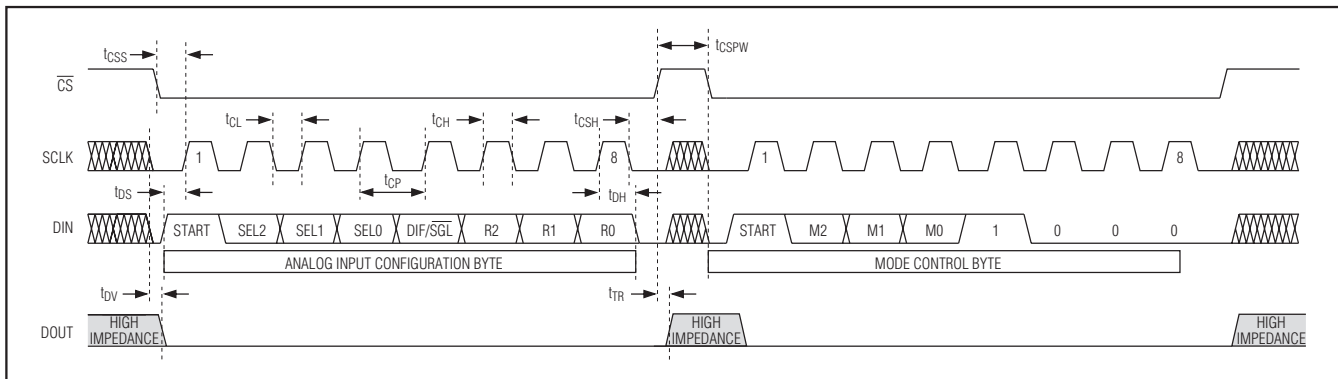 tCSS
tCSPW
CS
tCL
tCH
tCSH
SCLK
1
8
1
8
tDS
tCP
tDH
DIN
START
SEL2
SEL1
SEL0
DIF/SGL
R2
R1
R0
START
M2
M1
M0
1
0
0
0
ANALOG INPUT CONFIGURATION BYTE
MODE CONTROL BYTE
tDV
tTR
DOUT
HIGH
IMPEDANCE
HIGH
IMPEDANCE
HIGH
IMPEDANCE